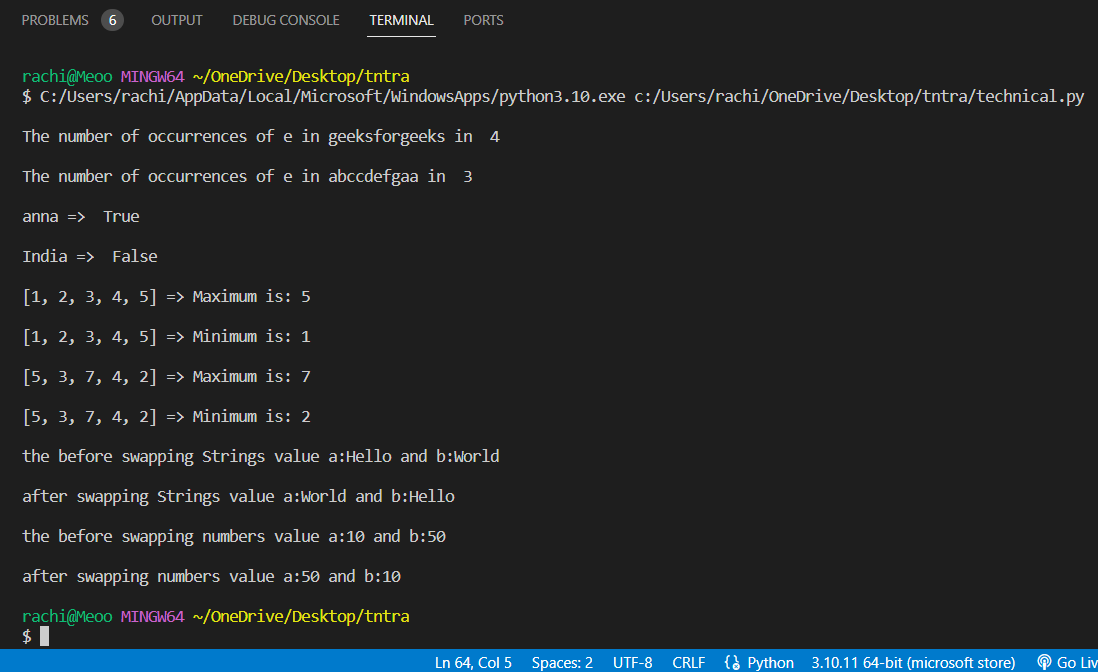 PROBLEMS 6 OUTPUT DEBUG CONSOLE TERMINAL PORTS
rachi@Meoo MINGW64 ~/OneDrive/Desktop/tntra
$ C:/Users/rachi/AppData/Local/Microsoft/WindowsApps/python3.10.exe c:/Users/rachi/OneDrive/Desktop/tntra/technical.py
The number of occurrences of e in geeksforgeeks in  4
The number of occurrences of e in abccdefgaa in  3
anna =>  True
India =>  False
[1, 2, 3, 4, 5] => Maximum is: 5
[1, 2, 3, 4, 5] => Minimum is: 1
[5, 3, 7, 4, 2] => Maximum is: 7
[5, 3, 7, 4, 2] => Minimum is: 2
the before swapping Strings value a:Hello and b:World
after swapping Strings value a:World and b:Hello
the before swapping numbers value a:10 and b:50
after swapping numbers value a:50 and b:10
rachi@Meoo MINGW64 ~/OneDrive/Desktop/tntra
$
Ln 64, Col 5 Spaces: 2 UTF-8 CRLF Python 3.10.11 64-bit (microsoft store) Go Liv